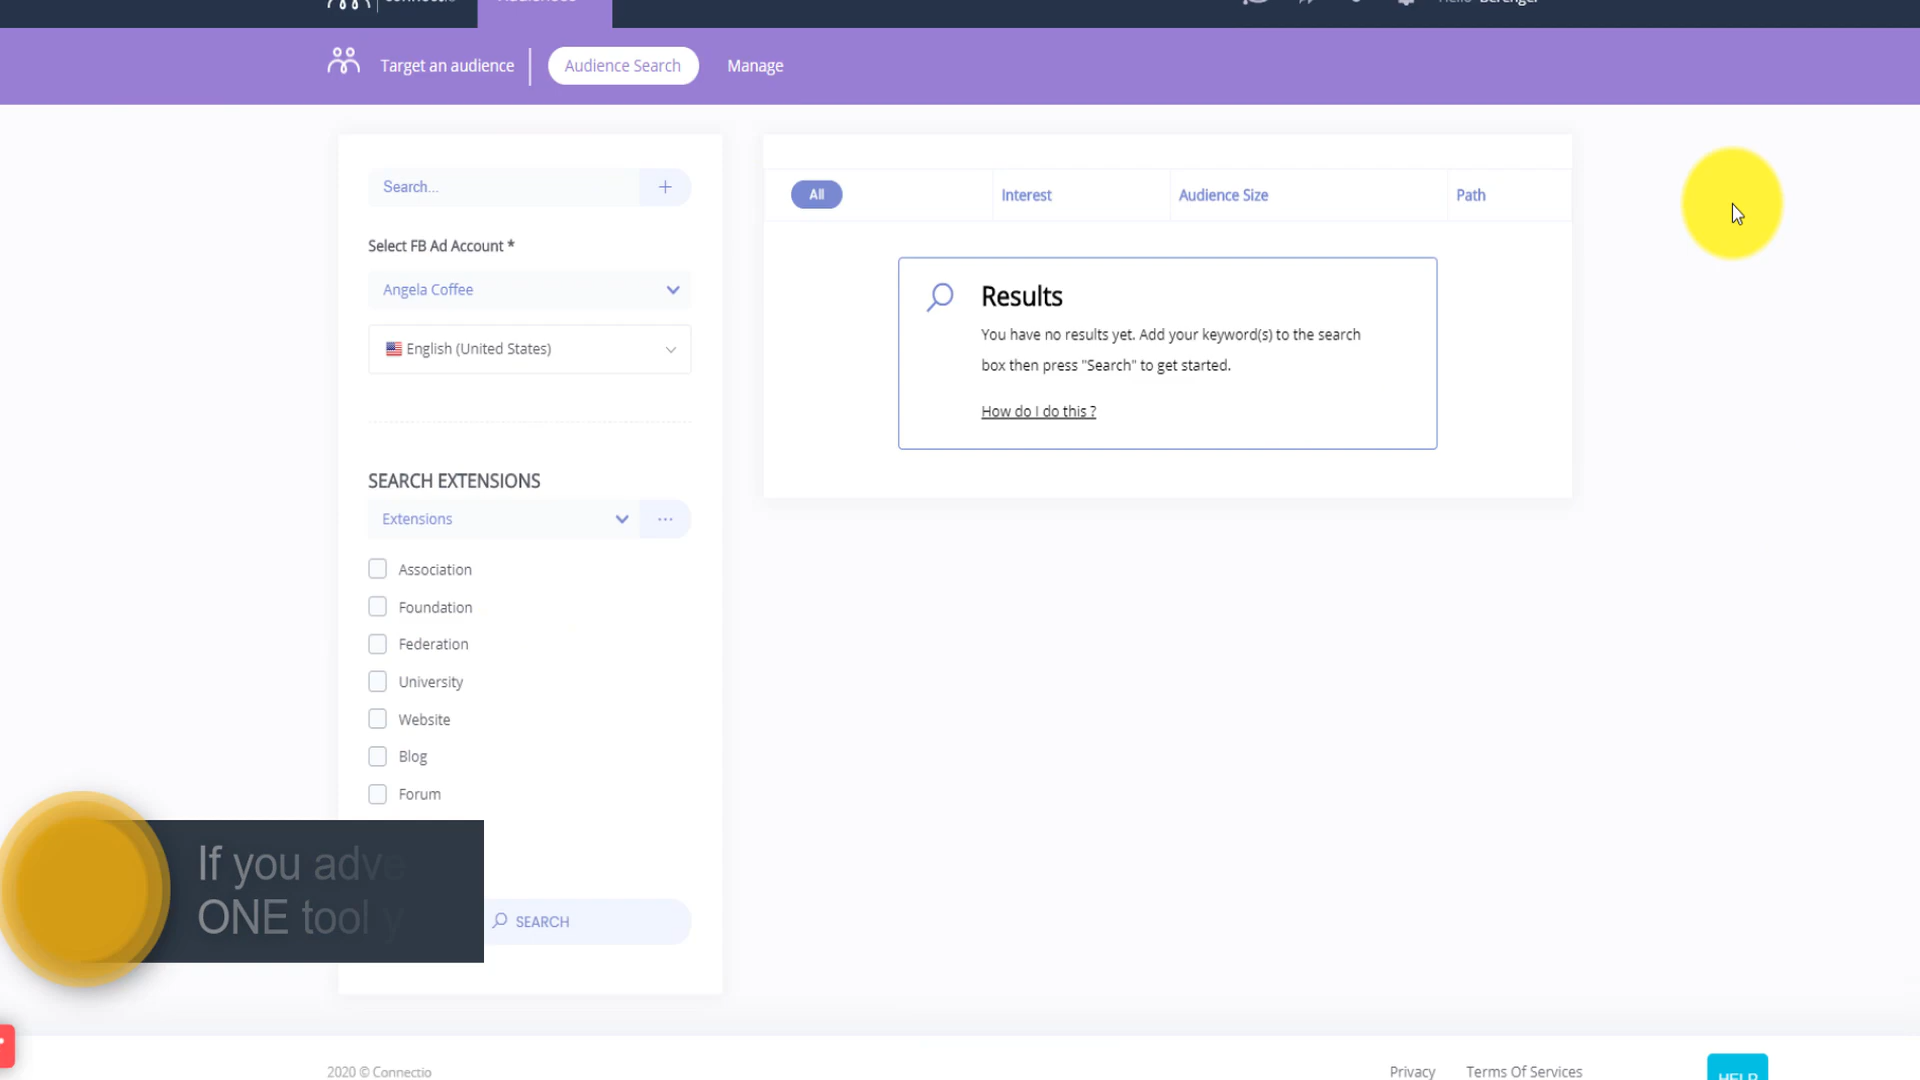 Target an audience
Audience Search
Manage
Search...
Select FB Ad Account *
Angela Coffee
English (United States)
SEARCH EXTENSIONS
Extensions
Association
Foundation
Federation
University
Website
Blog
Forum
SEARCH
All
Interest
Audience Size
Path
Results
You have no results yet. Add your keyword(s) to the search
box then press "Search" to get started.
How do I do this ?
If you adve
ONE tool y
2020 © Connectio
Privacy
Terms Of Services
HELP